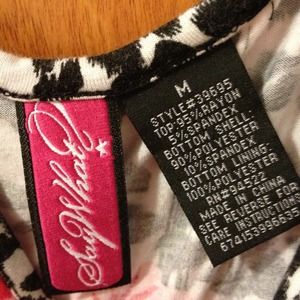 Say What?
M
STYLE#39695
TOP:95%RAYON
5%SPANDEX
BOTTOM SHELL:
90%POLYESTER
10%SPANDEX
BOTTOM LINING:
100%POLYESTER
RN#94522
MADE IN CHINA
SEE REVERSE FOR
CARE INSTRUCTION